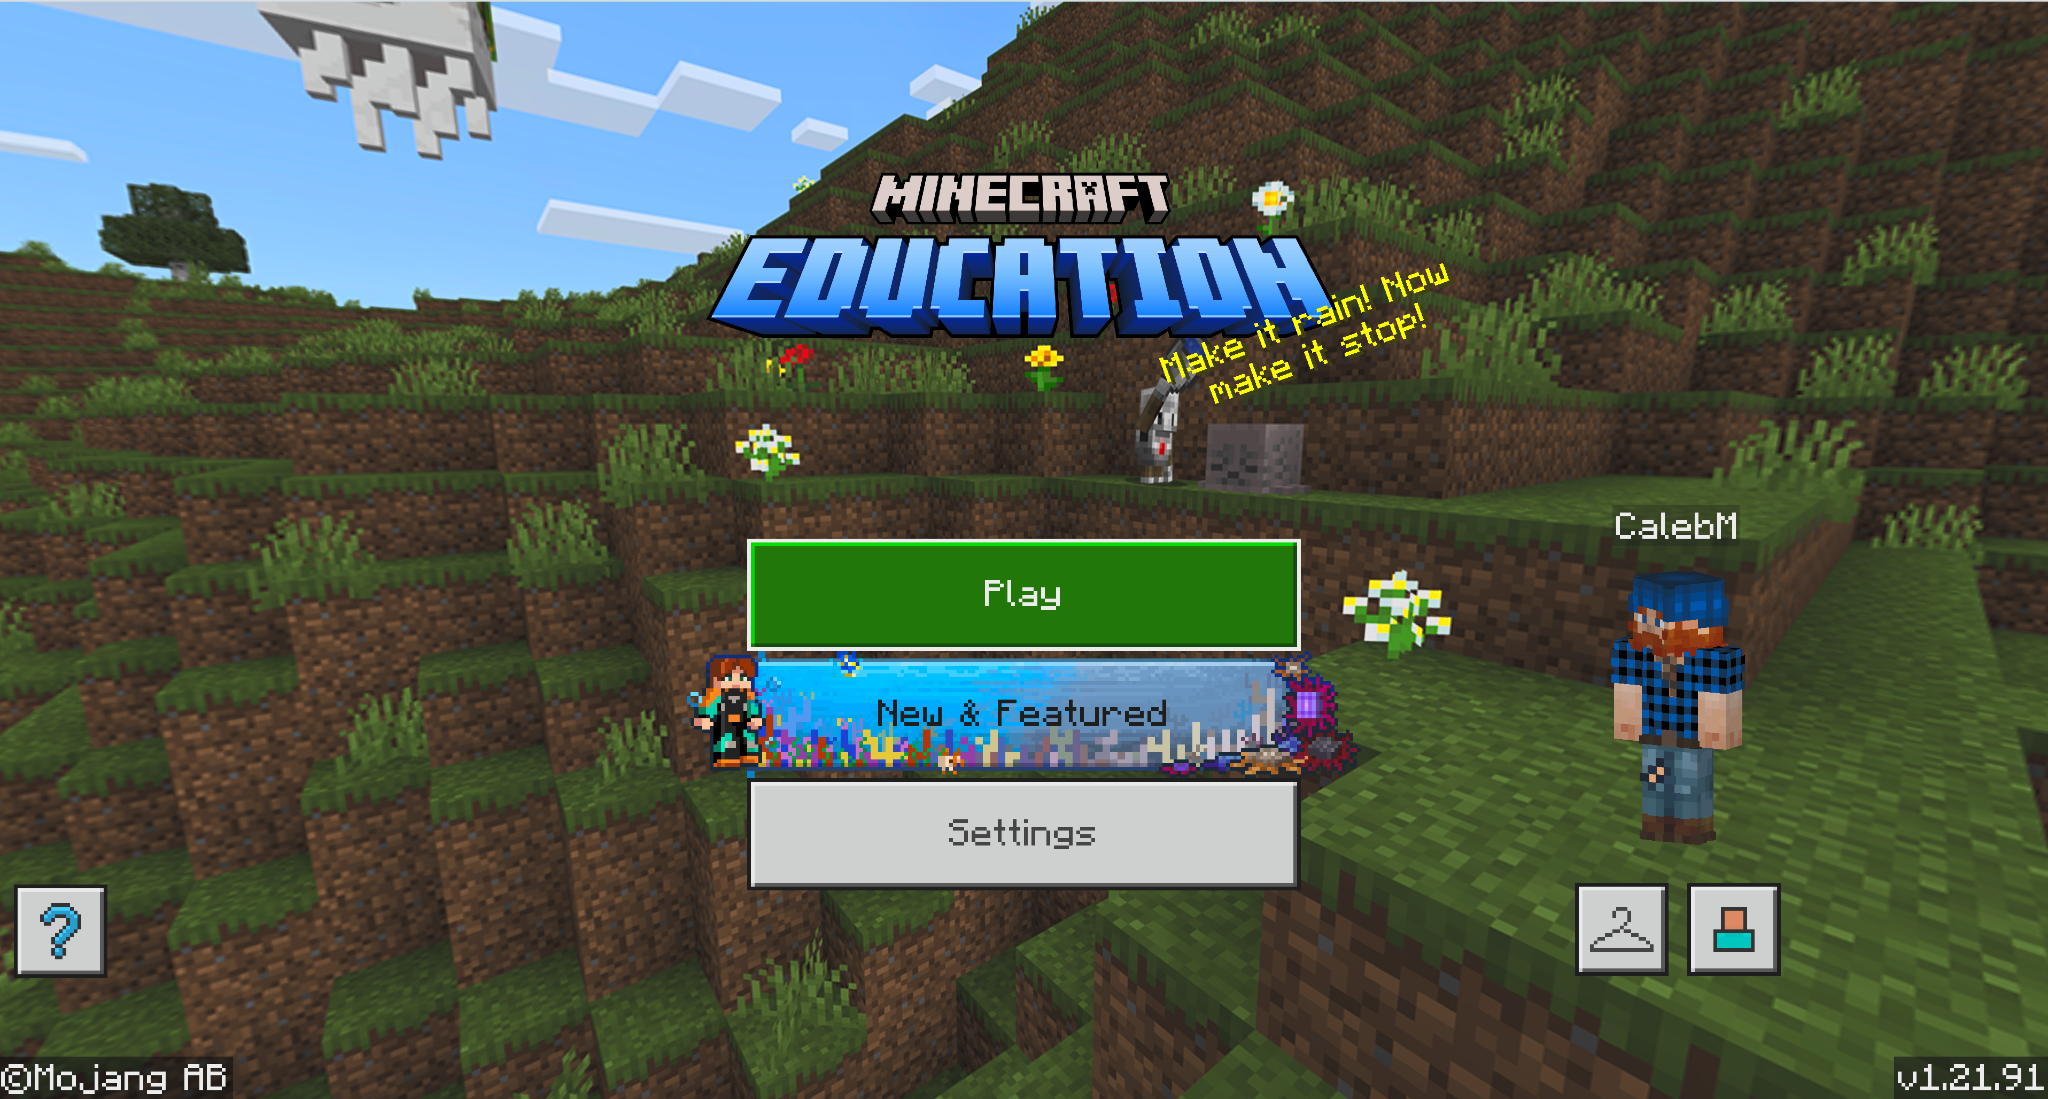 MINECRAFT
EDUCATION
Make it rain! Now
make it stop!
CalebM
Play
New & Featured
Settings
?
©Mojang AB
v1.21.91